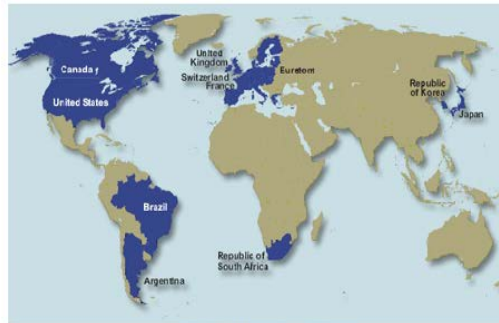 Canada
United States
United
Kingdom
Switzerland
France
Euratom
Republic
of Korea
Japan
Brazil
Argentina
Republic of
South Africa